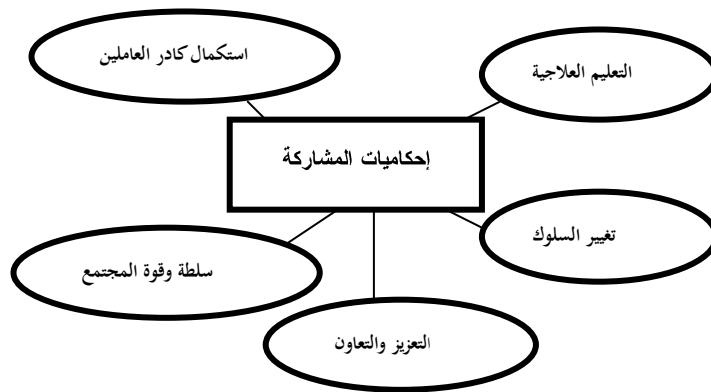 استكمال كادر العاملين
التعليم العلاجية
إحكاميات المشاركة
تغيير السلوك
سلطة وقوة المجتمع
التعزيز والتعاون